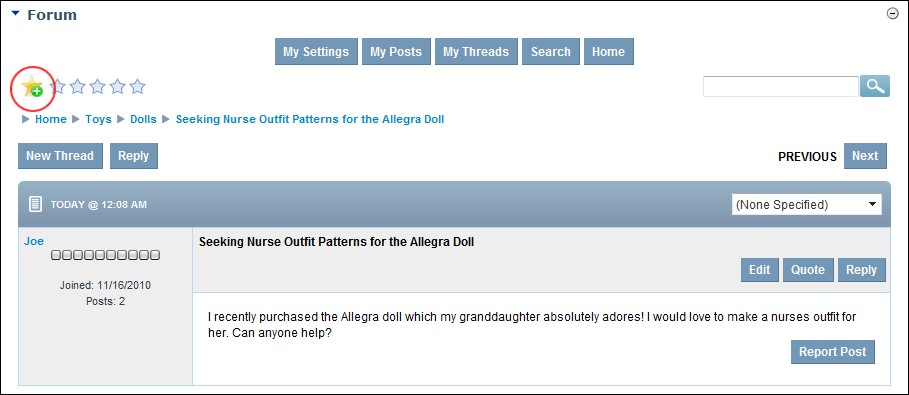 Forum
My Settings My Posts My Threads Search Home
Home Toys Dolls Seeking Nurse Outfit Patterns for the Allegra Doll
New Thread Reply PREVIOUS Next
TODAY @ 12:08 AM (None Specified)
Joe Seeking Nurse Outfit Patterns for the Allegra Doll
Edit Quote Reply
Joined: 11/16/2010
Posts: 2
I recently purchased the Allegra doll which my granddaughter absolutely adores! I would love to make a nurses outfit for
her. Can anyone help?
Report Post